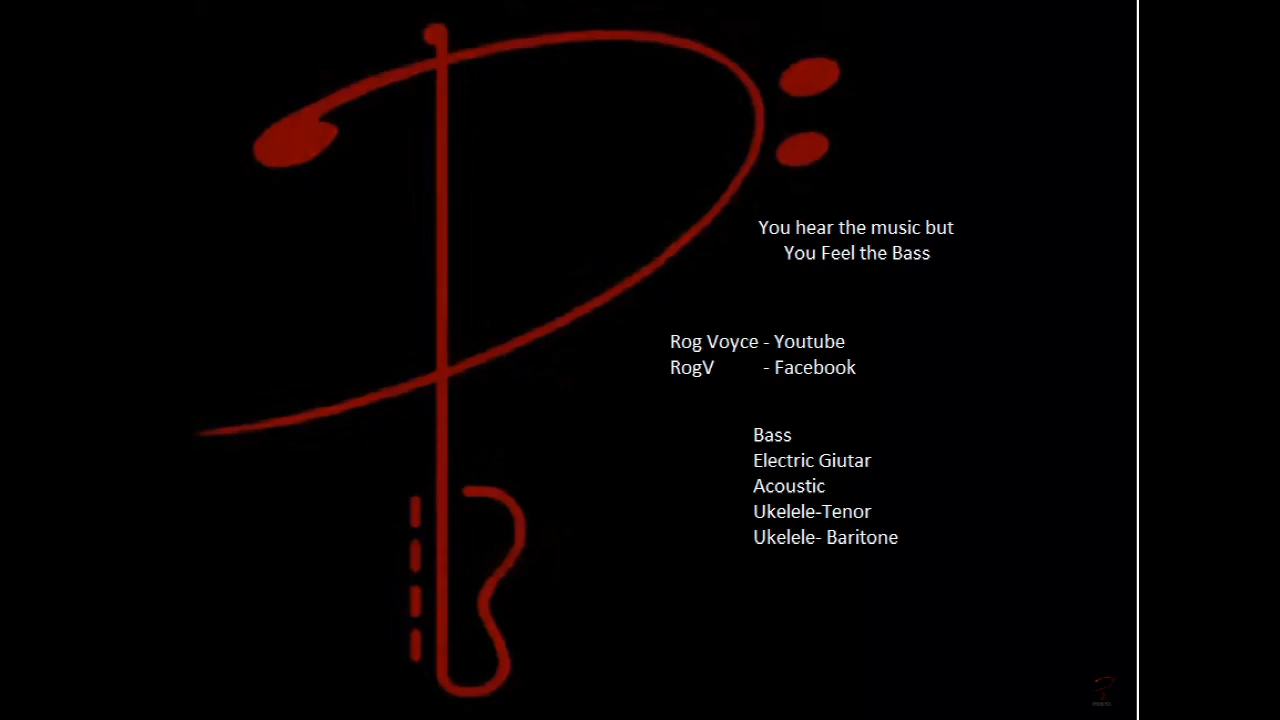 You hear the music but
You Feel the Bass
Rog Voyce - Youtube
RogV - Facebook
Bass
Electric Giutar
Acoustic
Ukelele-Tenor
Ukelele- Baritone